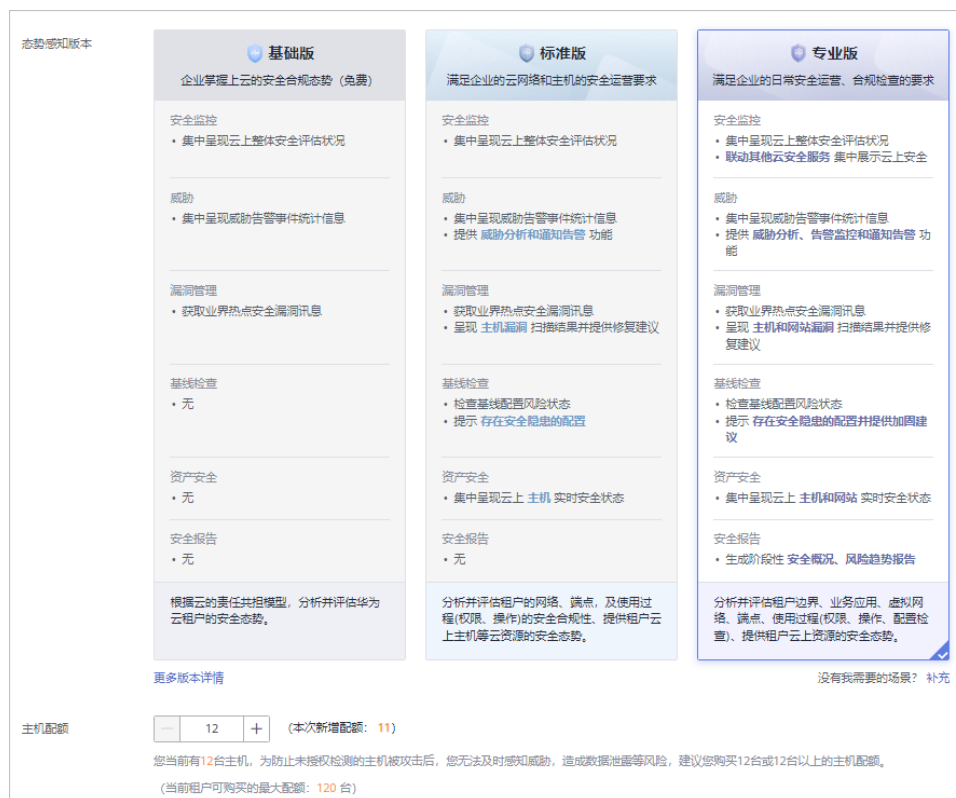 态势感知版本
基础版
企业掌握上云的安全合规态势（免费）
安全监控
• 集中呈现云上整体安全评估状况
威胁
• 集中呈现威胁告警事件统计信息
漏洞管理
• 获取业界热点安全漏洞讯息
基线检查
• 无
资产安全
• 无
安全报告
• 无
根据云的责任共担模型，分析并评估华为
云租户的安全态势。
标准版
满足企业的云网络和主机的安全运营要求
安全监控
• 集中呈现云上整体安全评估状况
威胁
• 集中呈现威胁告警事件统计信息
• 提供 威胁分析和通知告警 功能
漏洞管理
• 获取业界热点安全漏洞讯息
• 呈现 主机漏洞 扫描结果并提供修复建议
基线检查
• 检查基线配置风险状态
• 提示 存在安全隐患的配置
资产安全
• 集中呈现云上 主机 实时安全状态
安全报告
• 无
分析并评估租户的网络、端点，及使用过
程(权限、操作)的安全合规性、提供租户云
上主机等云资源的安全态势。
专业版
满足企业的日常安全运营、合规检查的要求
安全监控
• 集中呈现云上整体安全评估状况
• 联动其他云安全服务 集中展示云上安全
威胁
• 集中呈现威胁告警事件统计信息
• 提供 威胁分析、告警监控和通知告警 功
能
漏洞管理
• 获取业界热点安全漏洞讯息
• 呈现 主机和网站漏洞 扫描结果并提供修
复建议
基线检查
• 检查基线配置风险状态
• 提示 存在安全隐患的配置并提供加固建
议
资产安全
• 集中呈现云上 主机和网站 实时安全状态
安全报告
• 生成阶段性 安全概况、风险趋势报告
分析并评估租户边界、业务应用、虚拟网
络、端点、使用过程(权限、操作、配置检
查)、提供租户云上资源的安全态势。
更多版本详情
没有我需要的场景？ 补充
主机配额
— 12 + （本次新增配额： 11）
您当前有12台主机，为防止未授权检测的主机被攻击后，您无法及时感知威胁，造成数据泄露等风险，建议您购买12台或12台以上的主机配额。
（当前租户可购买的最大配额：120 台）